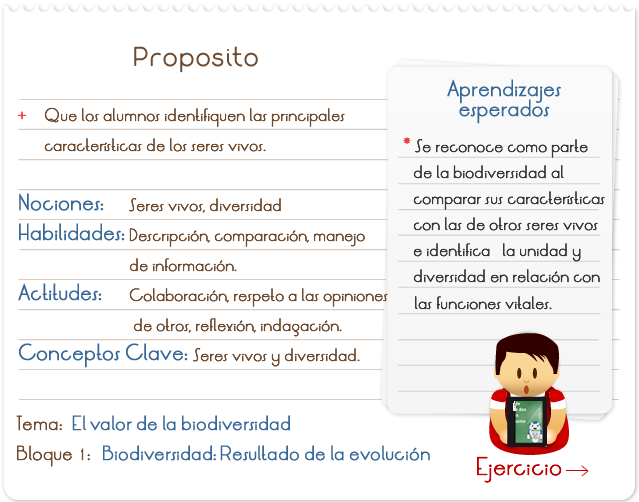 Proposito
+ Que los alumnos identifiquen las principales
características de los seres vivos.
Nociones: Seres vivos, diversidad
Habilidades: Descripción, comparación, manejo
de información.
Actitudes: Colaboración, respeto a las opiniones
de otros, reflexión, indagación.
Conceptos Clave: Seres vivos y diversidad.
Tema: El valor de la biodiversidad
Bloque 1: Biodiversidad: Resultado de la evolución
Aprendizajes
esperados
* Se reconoce como parte
de la biodiversidad al
comparar sus características
con las de otros seres vivos
e identifica la unidad y
diversidad en relación con
las funciones vitales.
Ejercicio →